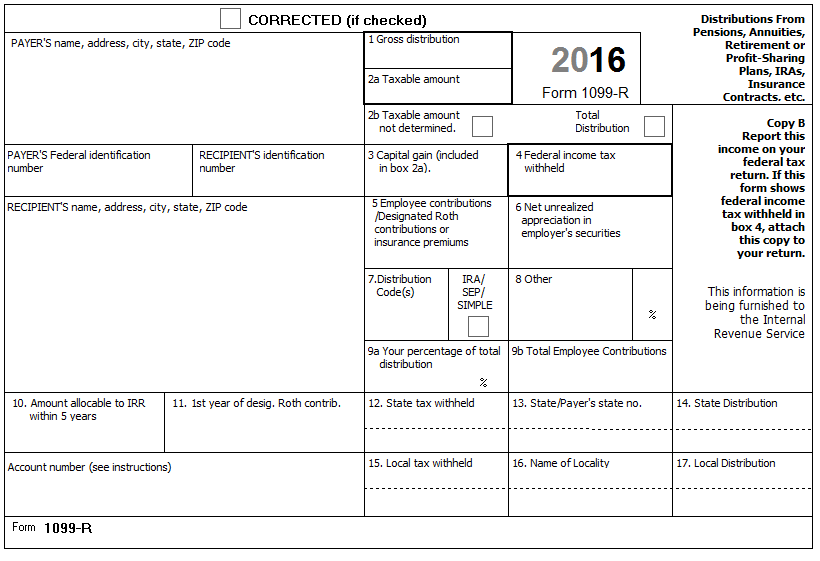 CORRECTED (if checked)
PAYER'S name, address, city, state, ZIP code
1 Gross distribution
2a Taxable amount
2016
Form 1099-R
Distributions From
Pensions, Annuities,
Retirement or
Profit-Sharing
Plans, IRAs,
Insurance
Contracts. etc.
2b Taxable amount
not determined.
Total
Distribution
Copy B
Report this
income on your
federal tax
return. If this
form shows
federal income
tax withheld in
box 4, attach
this copy to
your return.
This information is
being furnished to
the Internal
Revenue Service
PAYER'S Federal identification
number
RECIPIENT'S identification
number
3 Capital gain (included
in box 2a).
4 Federal income tax
withheld
RECIPIENT'S name, address, city, state, ZIP code
5 Employee contributions
/Designated Roth
contributions or
insurance premiums
6 Net unrealized
appreciation in
employer's securities
7.Distribution
Code(s)
IRA/
SEP/
SIMPLE
8 Other
%
9a Your percentage of total
distribution
%
9b Total Employee Contributions
10. Amount allocable to IRR
within 5 years
11. 1st year of desig. Roth contrib.
12. State tax withheld
13. State/Payer's state no.
14. State Distribution
Account number (see instructions)
15. Local tax withheld
16. Name of Locality
17. Local Distribution
Form 1099-R